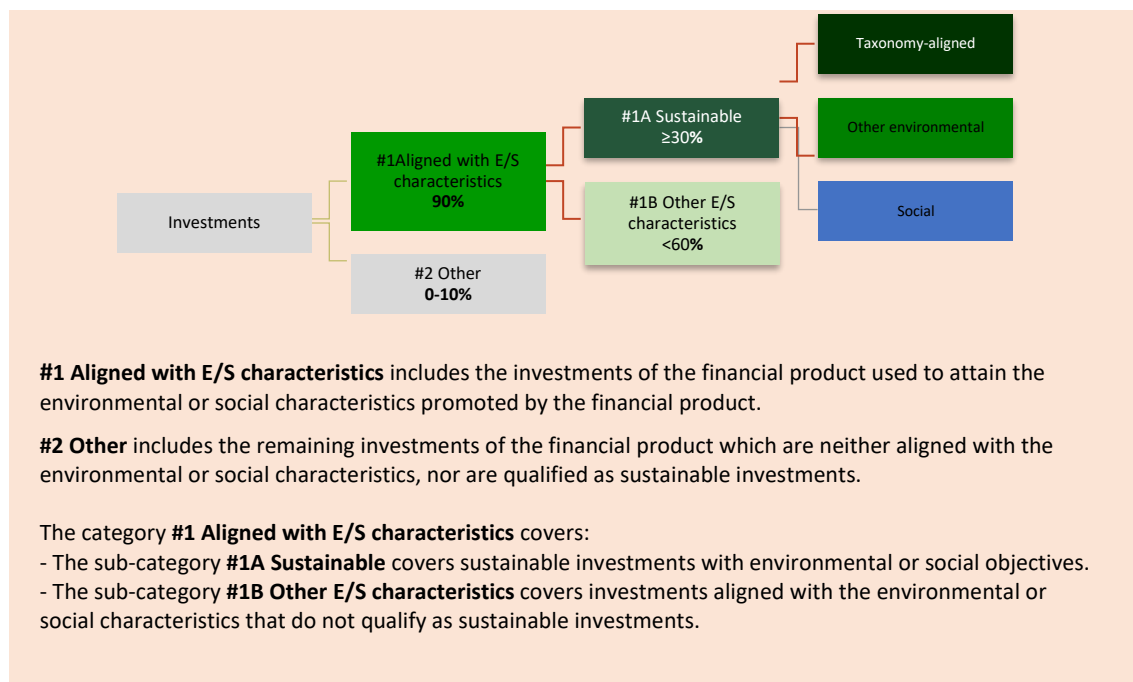 Taxonomy-aligned
#1A Sustainable
≥30%
Other environmental
#1Aligned with E/S
characteristics
90%
#1B Other E/S
characteristics
<60%
Social
Investments
#2 Other
0-10%
#1 Aligned with E/S characteristics includes the investments of the financial product used to attain the
environmental or social characteristics promoted by the financial product.
#2 Other includes the remaining investments of the financial product which are neither aligned with the
environmental or social characteristics, nor are qualified as sustainable investments.
The category #1 Aligned with E/S characteristics covers:
- The sub-category #1A Sustainable covers sustainable investments with environmental or social objectives.
- The sub-category #1B Other E/S characteristics covers investments aligned with the environmental or
social characteristics that do not qualify as sustainable investments.